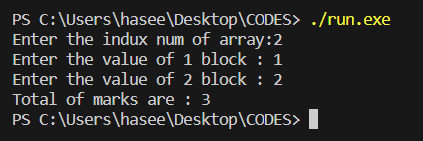 PS C:\Users\hasee\Desktop\CODES> ./run.exe
Enter the indux num of array:2
Enter the value of 1 block : 1
Enter the value of 2 block : 2
Total of marks are : 3
PS C:\Users\hasee\Desktop\CODES>